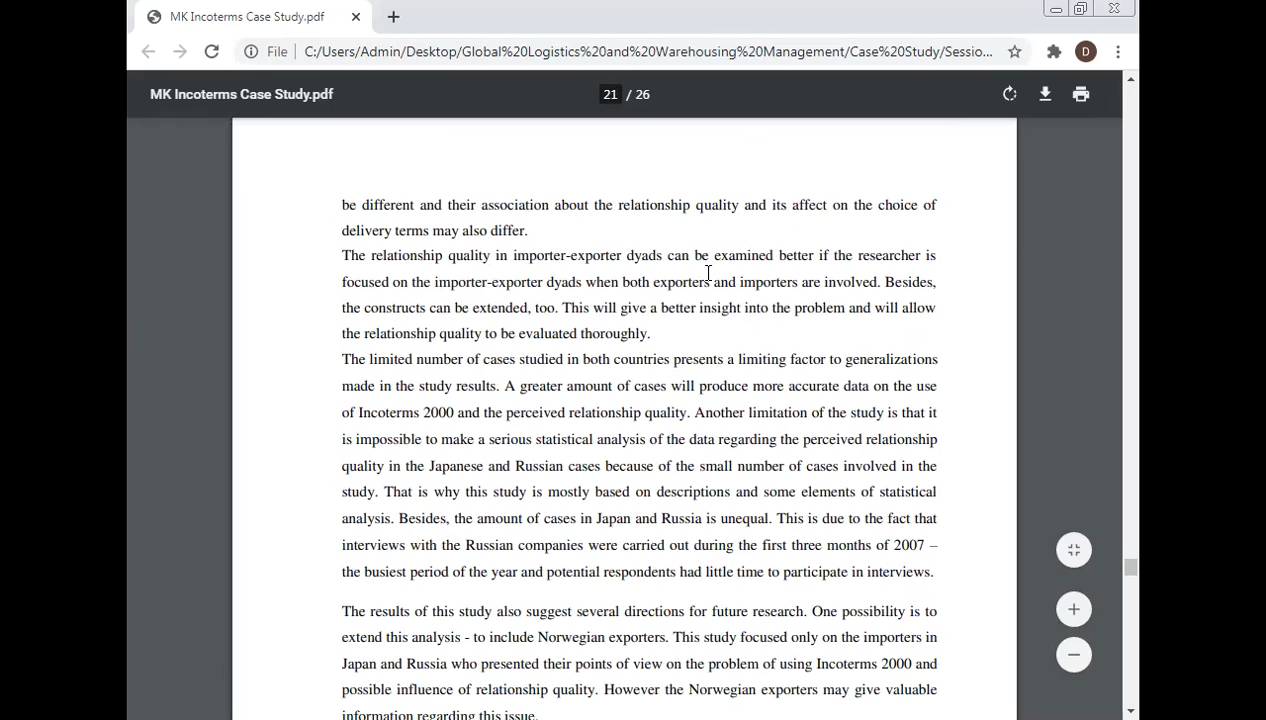 MK Incoterms Case Study.pdf
File
C:/Users/Admin/Desktop/Global%20Logistics%20and%20Warehousing%20Management/Case%20Study/Sessio...
D
MK Incoterms Case Study.pdf
21 / 26
be different and their association about the relationship quality and its affect on the choice of
delivery terms may also differ.
The relationship quality in importer-exporter dyads can be examined better if the researcher is
focused on the importer-exporter dyads when both exporters and importers are involved. Besides,
the constructs can be extended, too. This will give a better insight into the problem and will allow
the relationship quality to be evaluated thoroughly.
The limited number of cases studied in both countries presents a limiting factor to generalizations
made in the study results. A greater amount of cases will produce more accurate data on the use
of Incoterms 2000 and the perceived relationship quality. Another limitation of the study is that it
is impossible to make a serious statistical analysis of the data regarding the perceived relationship
quality in the Japanese and Russian cases because of the small number of cases involved in the
study. That is why this study is mostly based on descriptions and some elements of statistical
analysis. Besides, the amount of cases in Japan and Russia is unequal. This is due to the fact that
interviews with the Russian companies were carried out during the first three months of 2007 –
the busiest period of the year and potential respondents had little time to participate in interviews.
The results of this study also suggest several directions for future research. One possibility is to
extend this analysis - to include Norwegian exporters. This study focused only on the importers in
Japan and Russia who presented their points of view on the problem of using Incoterms 2000 and
possible influence of relationship quality. However the Norwegian exporters may give valuable
information regarding this issue.